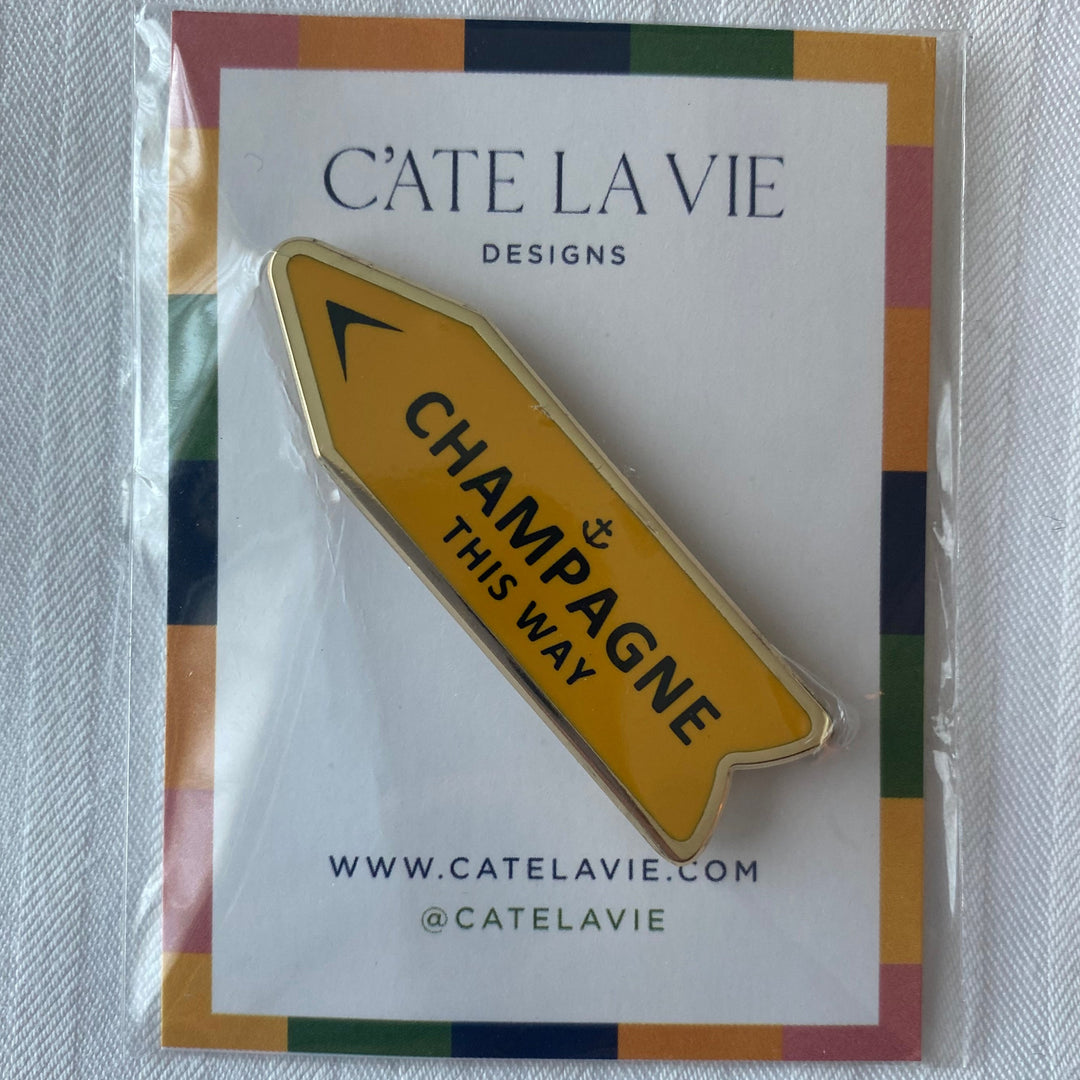 C'ATE LA VIE
DESIGNS
CHAMPAGNE
THIS WAY
WWW.CATELAVIE.COM
@CATELAVIE